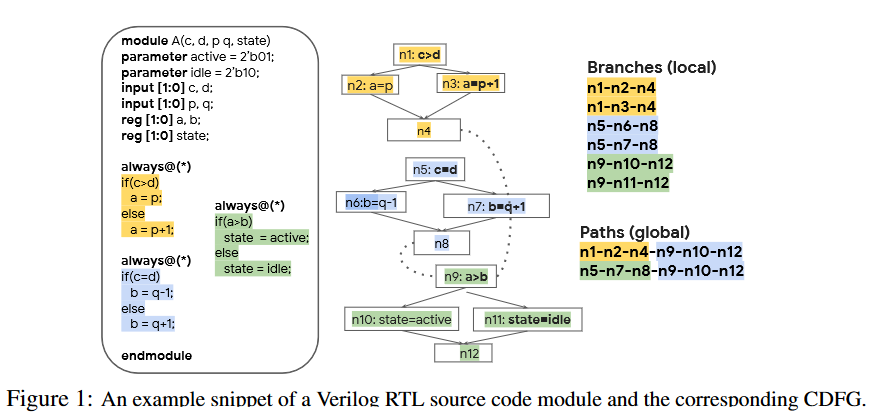 module A(c, d, p q, state)
parameter active = 2'b01;
parameter idle = 2'b10;
input [1:0] c, d;
input [1:0] p, q;
reg [1:0] a, b;
reg [1:0] state;
always@(*)
if(c>d)
a = p;
else
a = p+1;
always@(*)
if(c=d)
b = q-1;
else
b = q+1;
endmodule
always@(*)
if(a>b)
state = active;
else
state = idle;
n1: c>d
n2: a=p
n3: a=p+1
n4
n5: c=d
n6:b=q-1
n7: b=q+1
n8
n9: a>b
n10: state=active
n11: state=idle
n12
Branches (local)
n1-n2-n4
n1-n3-n4
n5-n6-n8
n5-n7-n8
n9-n10-n12
n9-n11-n12
Paths (global)
n1-n2-n4-n9-n10-n12
n5-n7-n8-n9-n10-n12
Figure 1: An example snippet of a Verilog RTL source code module and the corresponding CDFG.